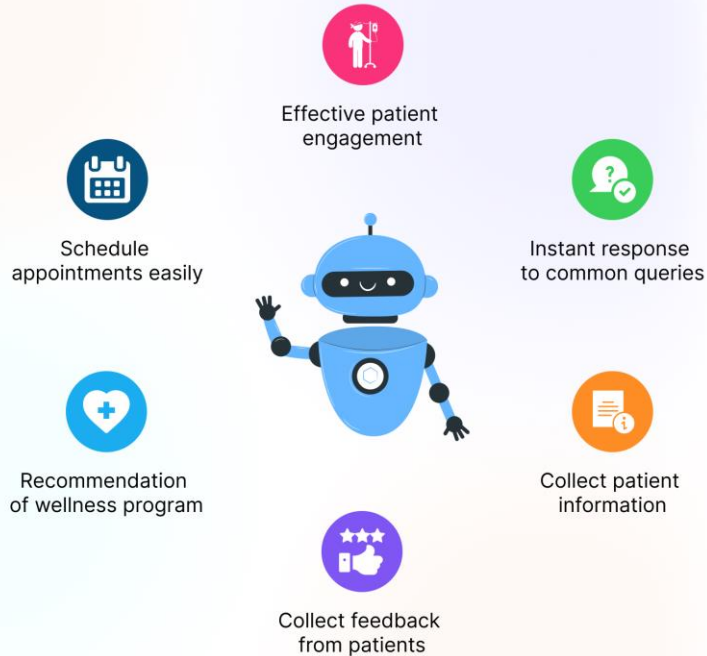 Effective patient
engagement
Schedule
appointments easily
Instant response
to common queries
Recommendation
of wellness program
Collect patient
information
Collect feedback
from patients